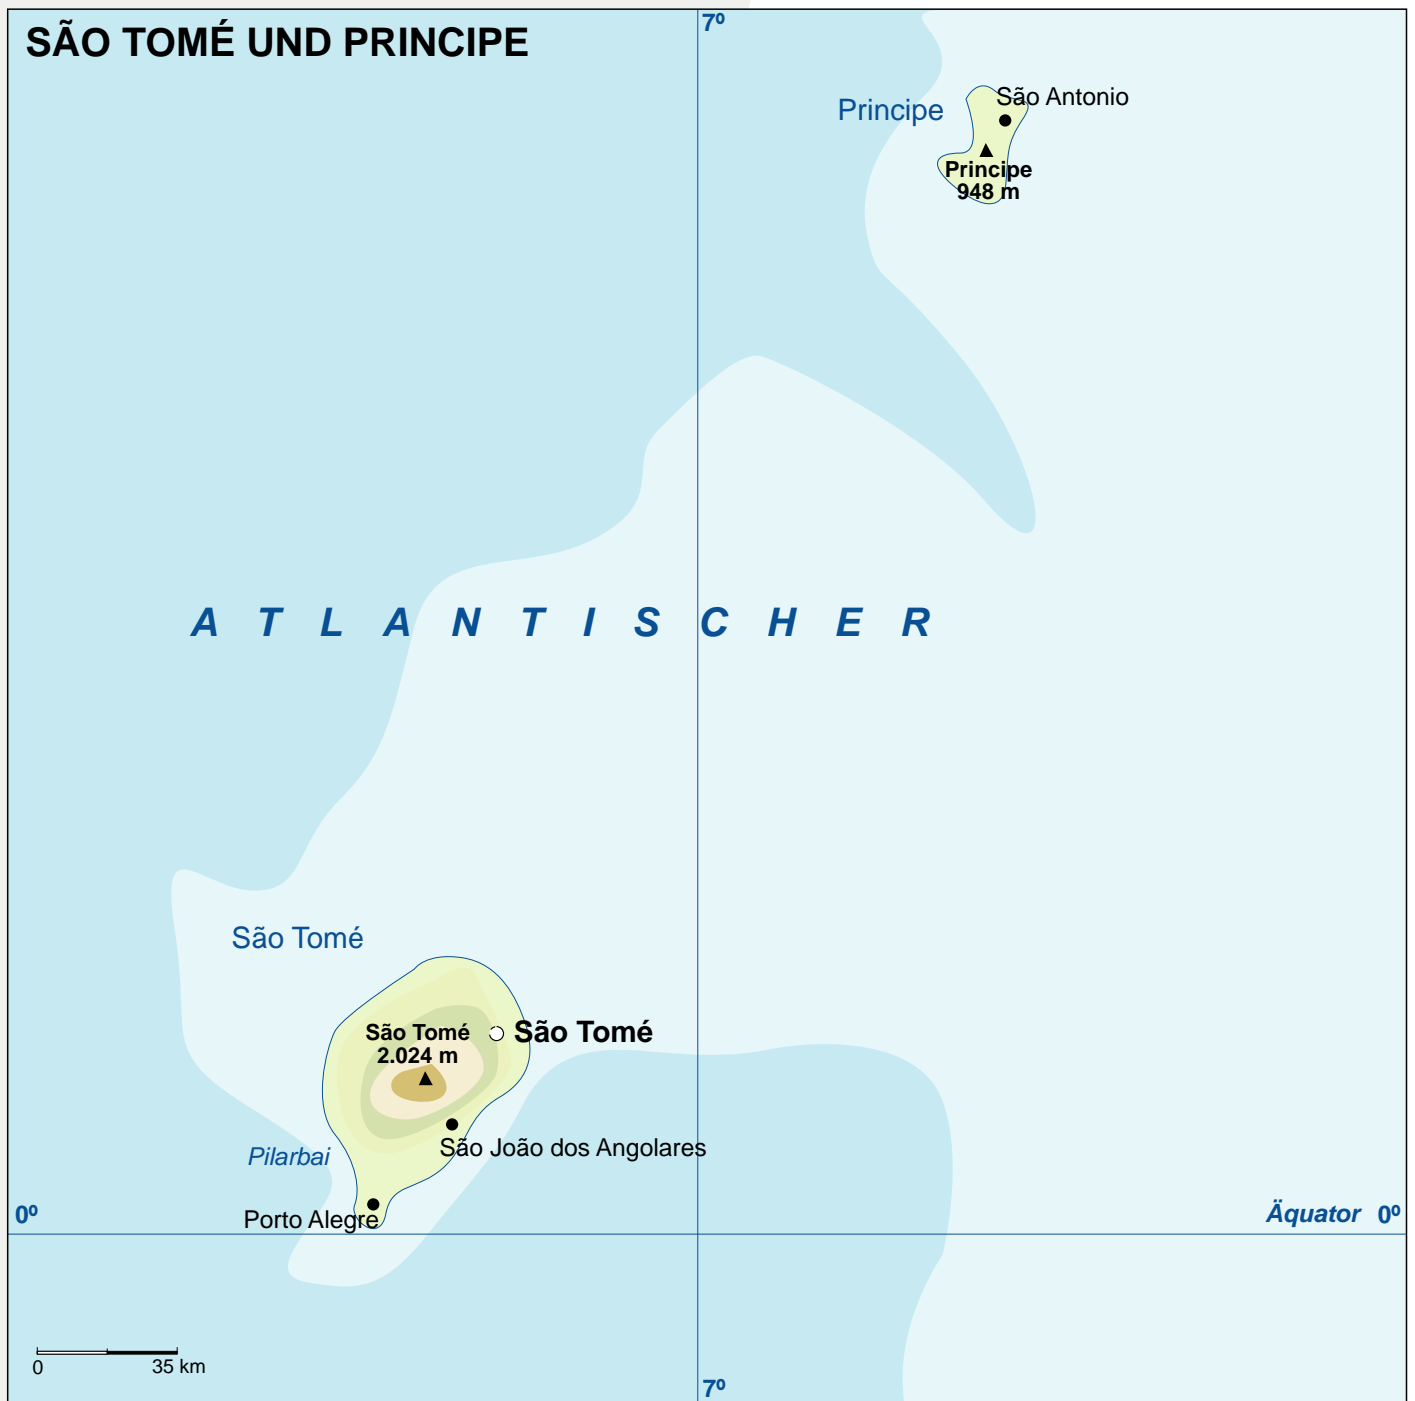 SÃO TOMÉ UND PRINCIPE
7º
São Antonio
Principe
Principe
948 m
ATLANTISCHER
São Tomé
São Tomé
2.024 m
São Tomé
São João dos Angolares
Pilarbai
Porto Alegre
0º
Äquator 0º
0 35 km
7º